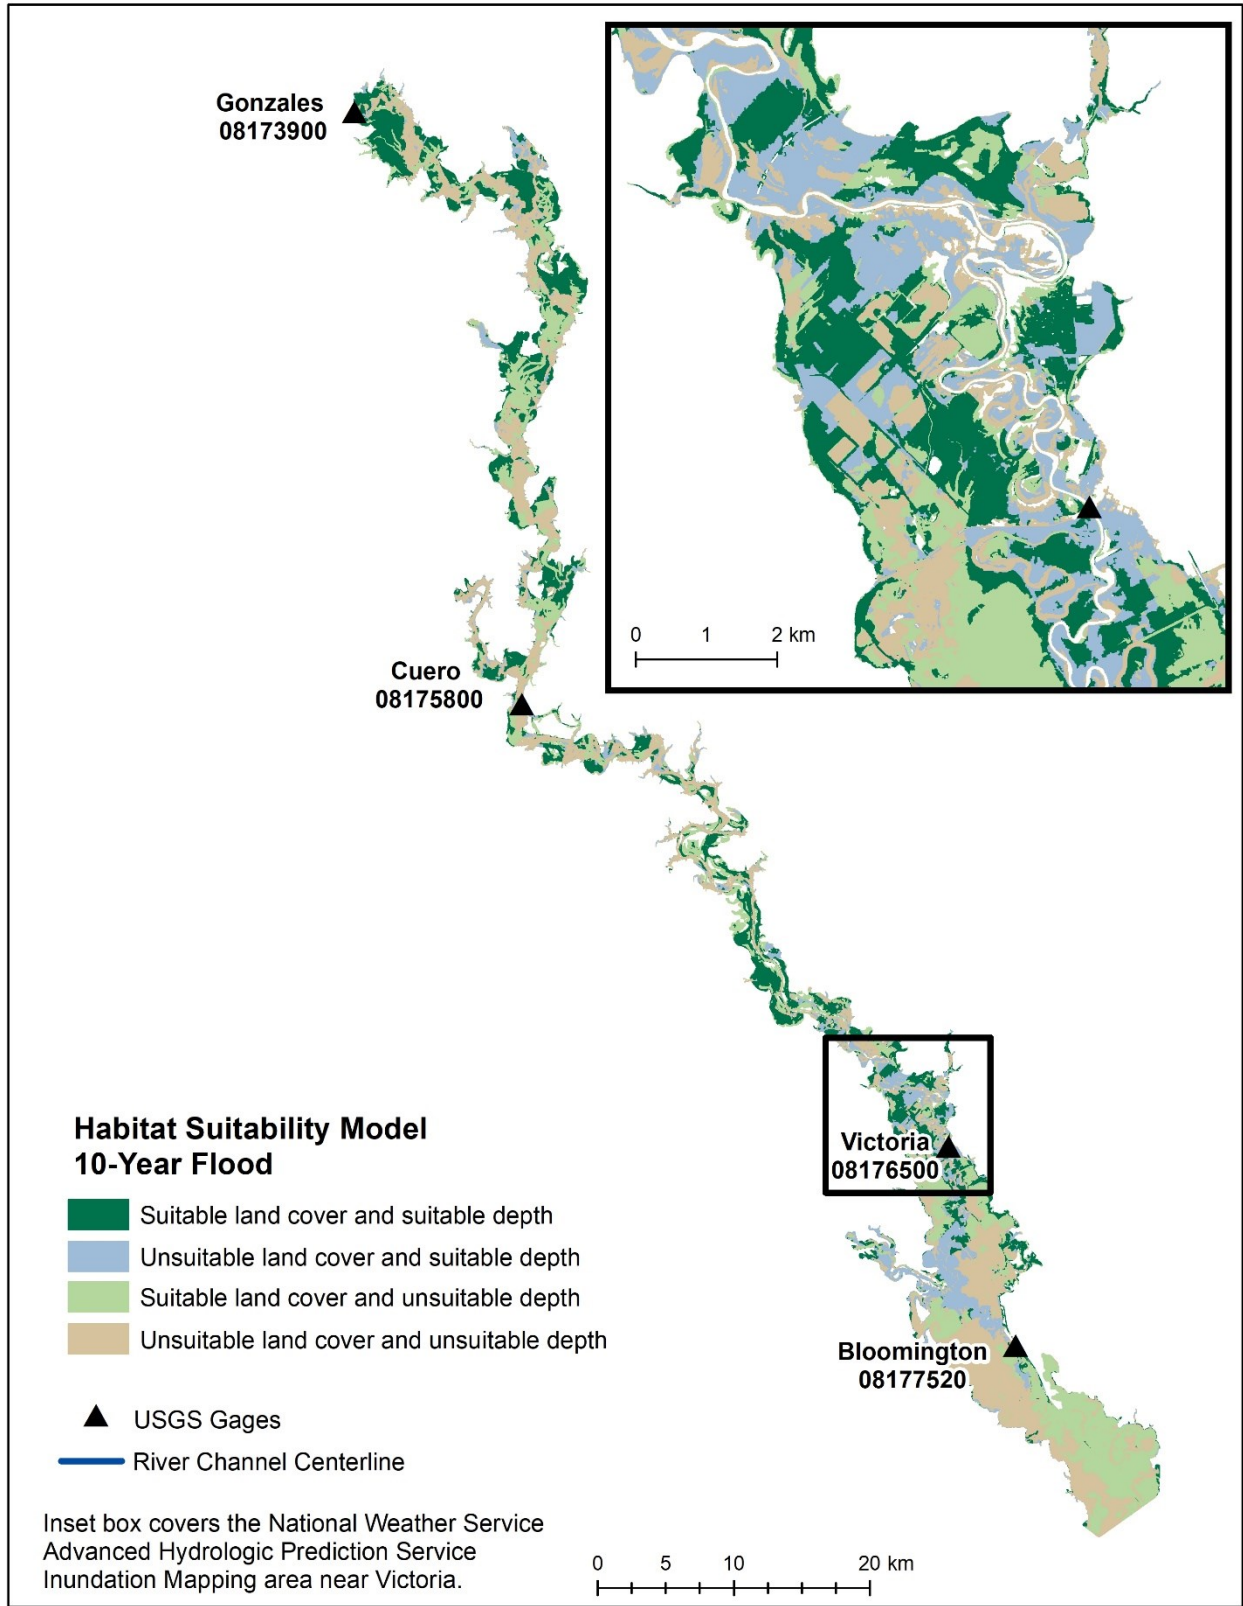 Gonzales
08173900
0 1 2 km
Cuero
08175800
Victoria
08176500
Bloomington
08177520
Habitat Suitability Model
10-Year Flood
Suitable land cover and suitable depth
Unsuitable land cover and suitable depth
Suitable land cover and unsuitable depth
Unsuitable land cover and unsuitable depth
USGS Gages
River Channel Centerline
Inset box covers the National Weather Service
Advanced Hydrologic Prediction Service
Inundation Mapping area near Victoria.
0 5 10 20 km